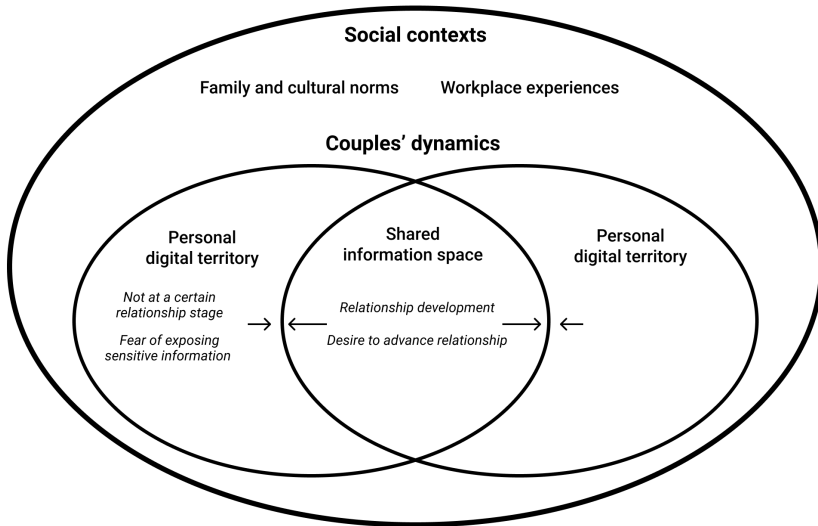 Social contexts
Family and cultural norms
Workplace experiences
Couples’ dynamics
Personal
digital territory
Not at a certain
relationship stage
Fear of exposing
sensitive information
Shared
information space
Relationship development
Desire to advance relationship
Personal
digital territory